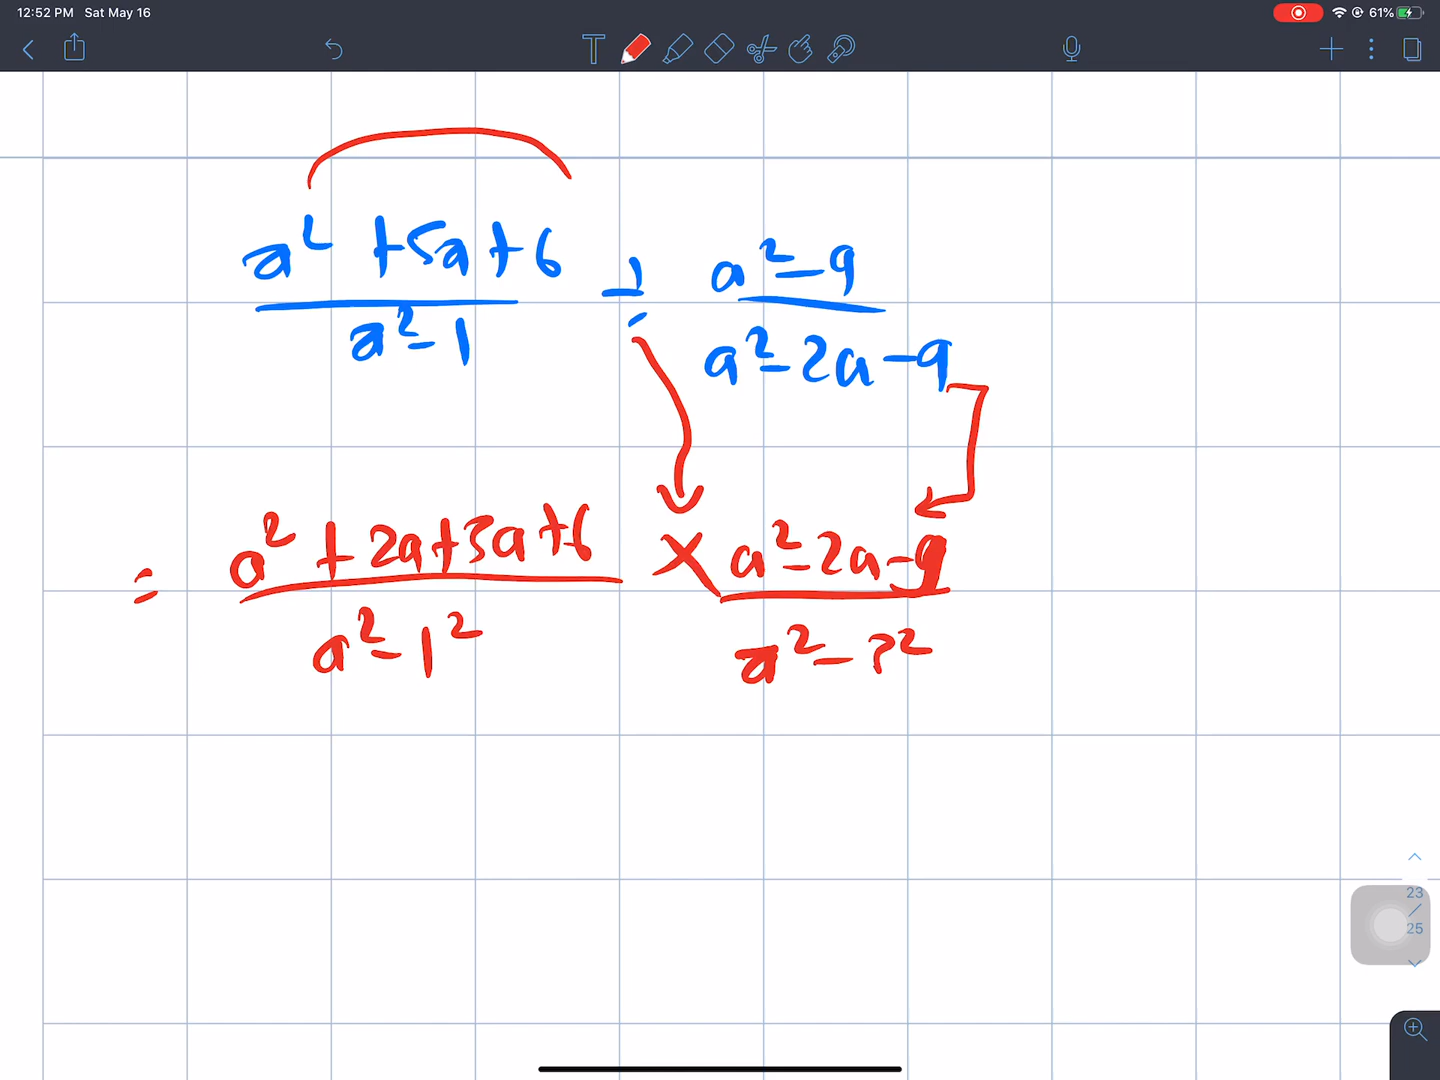 12:52 PM Sat May 16
61%
T
a² + 5a + 6 ÷ a² - 9
a² - 1 a² - 2a - 9
= a² + 2a + 3a + 6 × a² - 2a - 9
a² - 1² a² - 3²
23
25